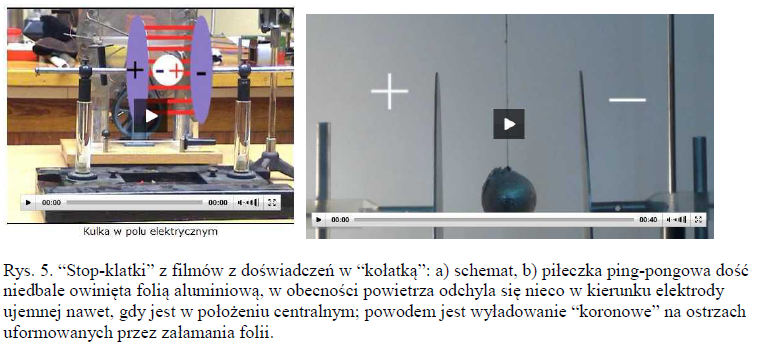 + - + -
+ —
00:00 00:00
Kulka w polu elektrycznym
00:00 00:40
Rys. 5. “Stop-klatki” z filmów z doświadczeń w “kołatką”: a) schemat, b) piłeczka ping-pongowa dość
niedbale owinięta folią aluminiową, w obecności powietrza odchyla się nieco w kierunku elektrody
ujemnej nawet, gdy jest w położeniu centralnym; powodem jest wyładowanie “koronowe” na ostrzach
uformowanych przez załamania folii.